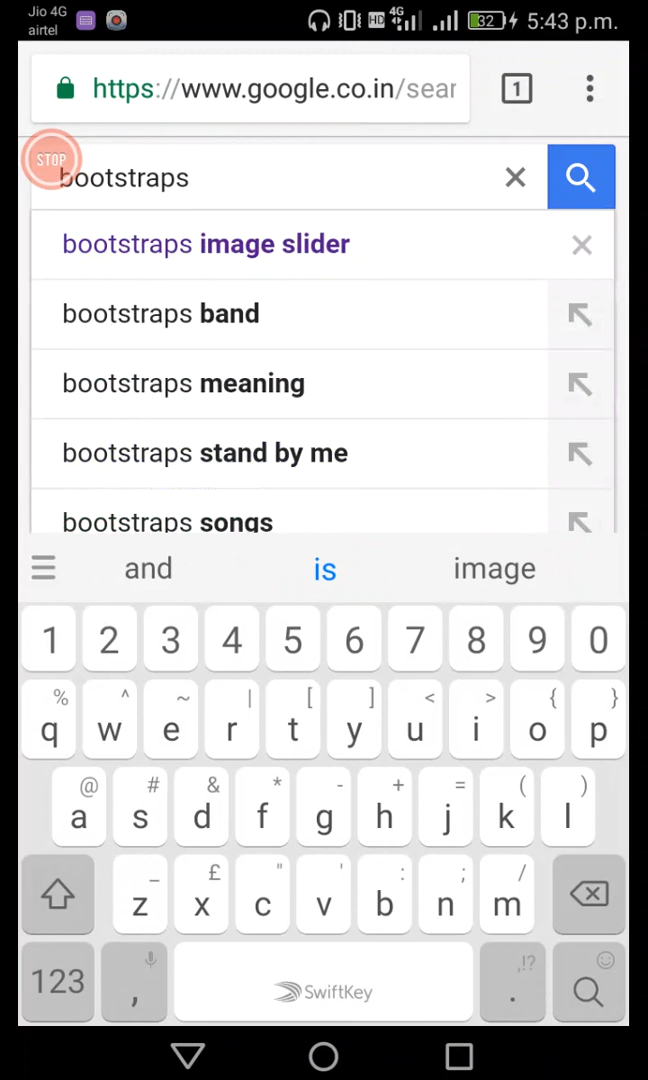 Jio 4G
airtel
HD 4G 32 5:43 p.m.
https://www.google.co.in/sear
1
STOP
bootstraps
bootstraps image slider
bootstraps band
bootstraps meaning
bootstraps stand by me
bootstraps songs
and is image
1 2 3 4 5 6 7 8 9 0
% ^ ~ | [ ] < > { }
q w e r t y u i o p
@ # & * - + = ( )
a s d f g h j k l
_ £ " ' : ; /
z x c v b n m
123 , SwiftKey ,!? .